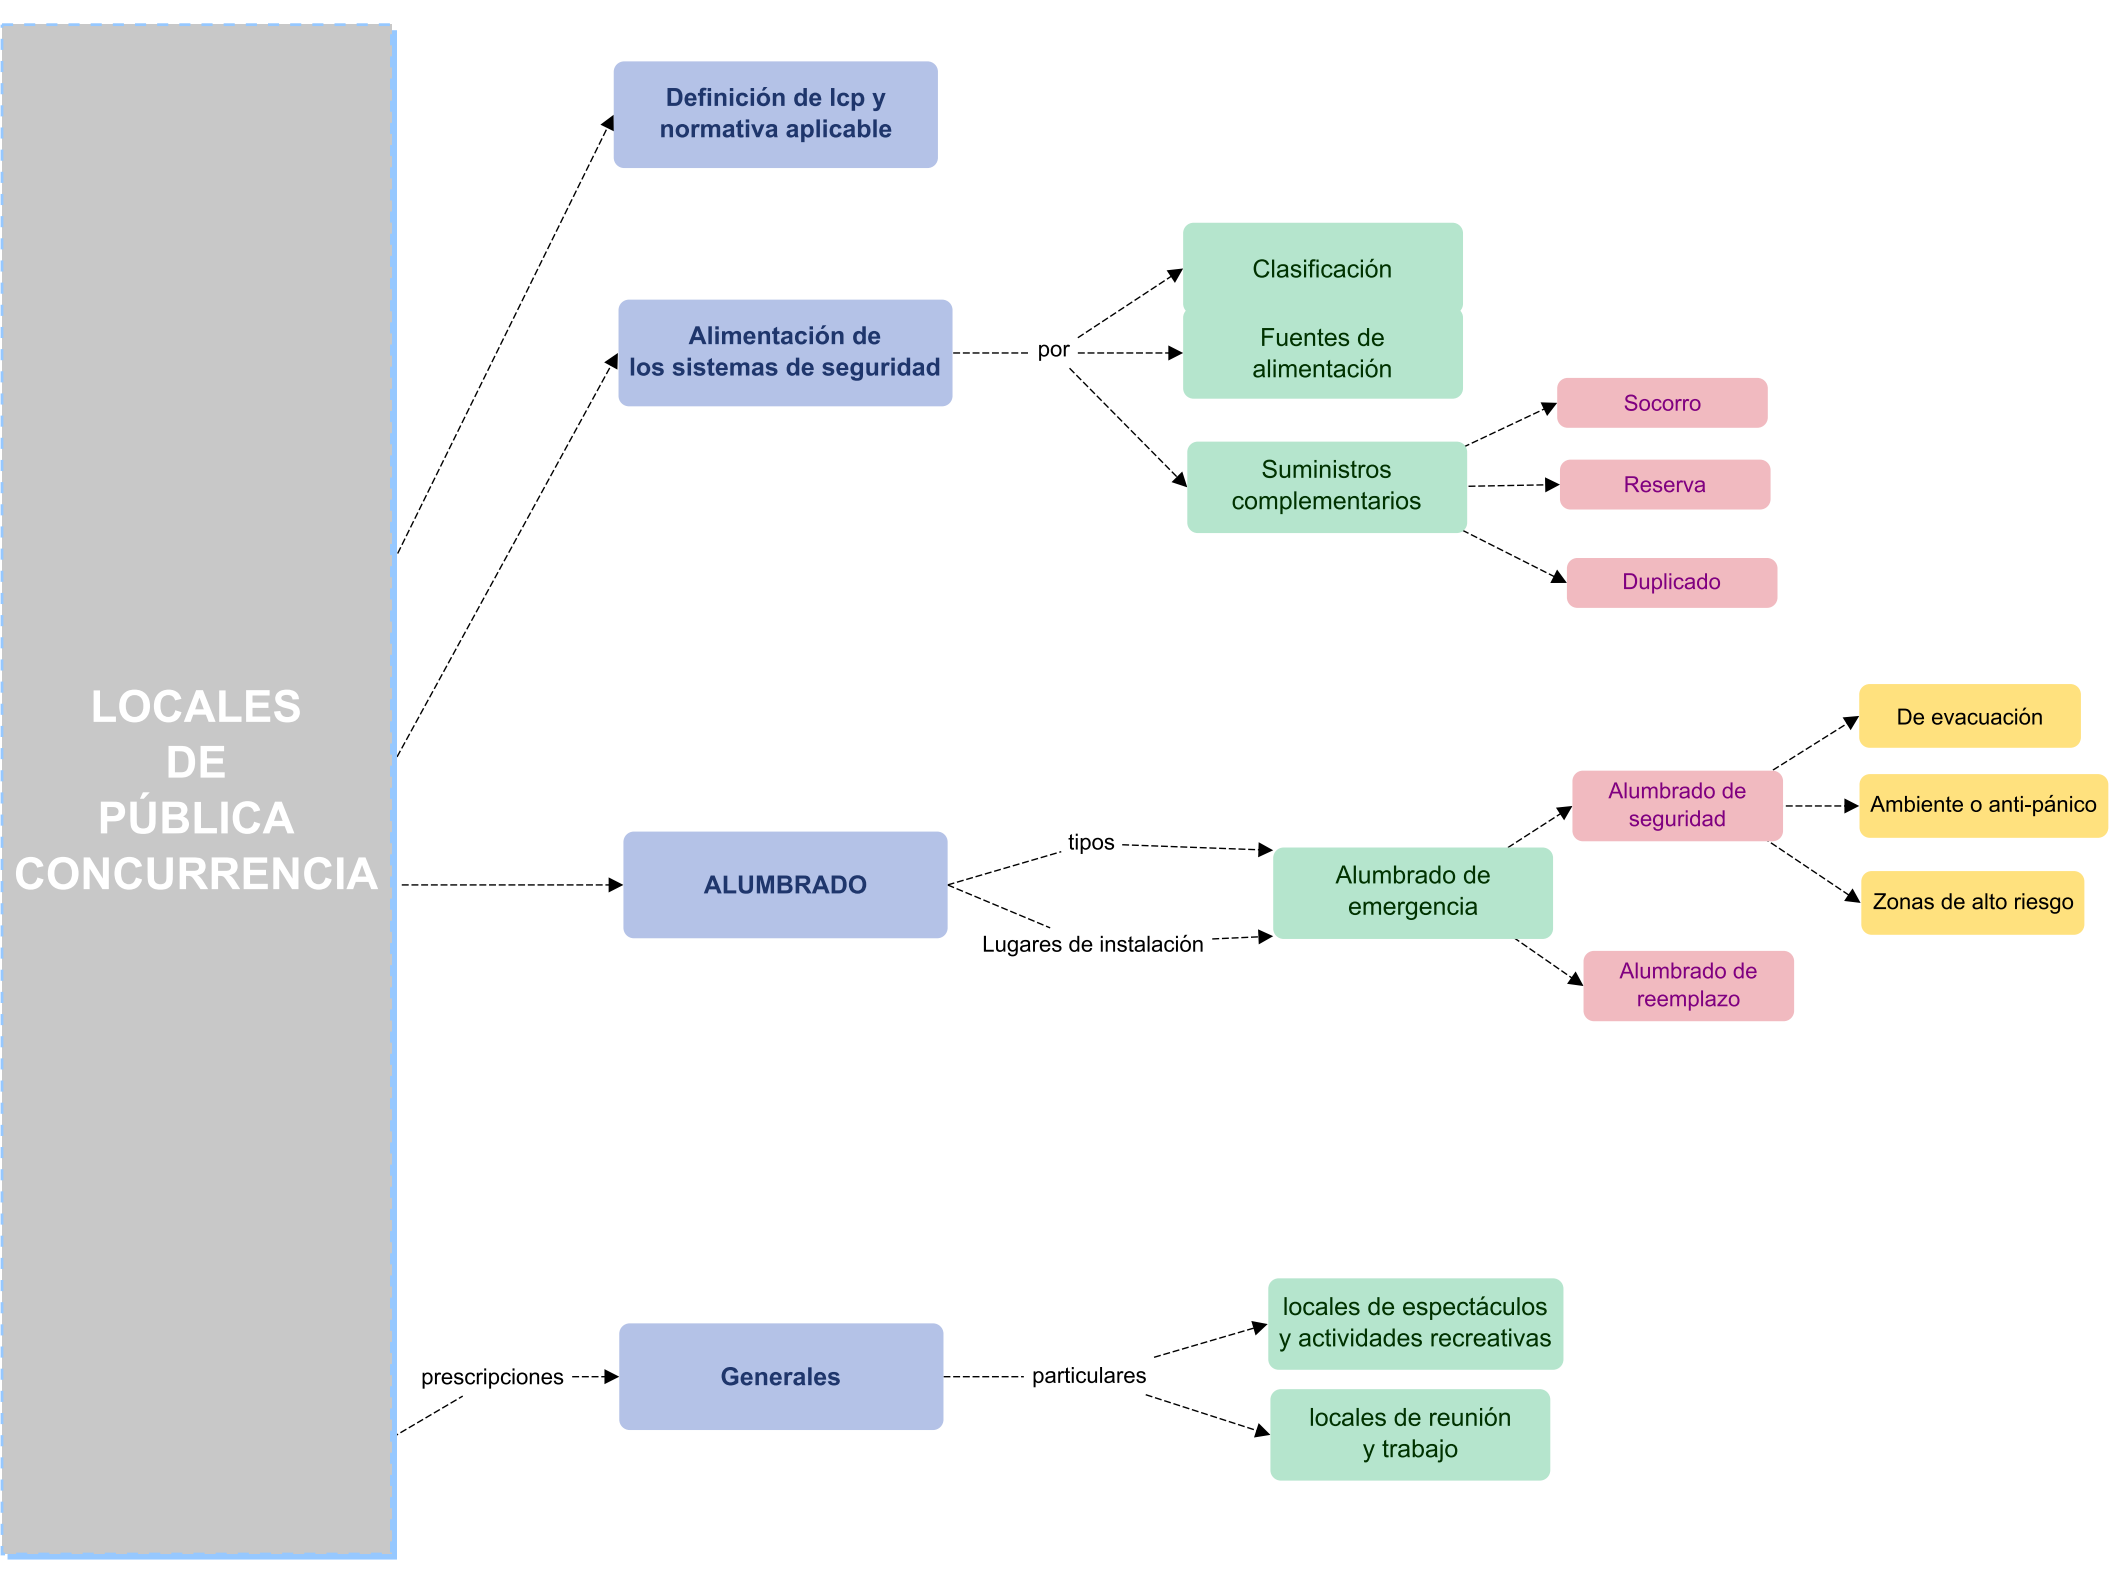 LOCALES
DE
PÚBLICA
CONCURRENCIA
Definición de lcp y
normativa aplicable
Alimentación de
los sistemas de seguridad
por
Clasificación
Fuentes de
alimentación
Suministros
complementarios
Socorro
Reserva
Duplicado
ALUMBRADO
tipos
Lugares de instalación
Alumbrado de
emergencia
Alumbrado de
seguridad
De evacuación
Ambiente o anti-pánico
Zonas de alto riesgo
Alumbrado de
reemplazo
prescripciones
Generales
particulares
locales de espectáculos
y actividades recreativas
locales de reunión
y trabajo